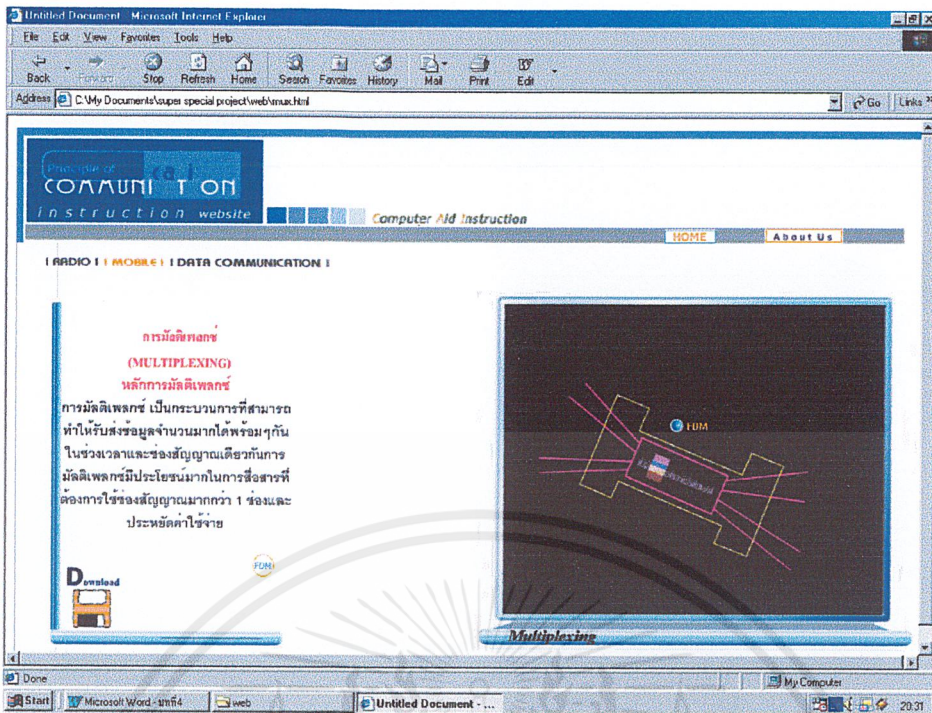 Untitled Document - Microsoft Internet Explorer
File Edit View Favorites Tools Help
Back Forward Stop Refresh Home Search Favorites History Mail Print Edit
Address C:\My Documents\super special project\web\mux.html Go Links
Principle of ca i
COMMUNI T ON
instruction website
Computer Aid Instruction
HOME About Us
| RADIO | | MOBILE | | DATA COMMUNICATION |
การมัลติเพลกซ์
(MULTIPLEXING)
หลักการมัลติเพลกซ์
การมัลติเพลกซ์ เป็นกระบวนการที่สามารถ
ทำให้รับส่งข้อมูลจำนวนมากได้พร้อมๆกัน
ในช่วงเวลาและช่องสัญญาณเดียวกันการ
มัลติเพลกซ์มีประโยชน์มากในการสื่อสารที่
ต้องการใช้ช่องสัญญาณมากกว่า 1 ช่องและ
ประหยัดค่าใช้จ่าย
FDM
Download
FDM
Multiplexing
Done My Computer
Start Microsoft Word - บทที่4 web Untitled Document - ... 20:31